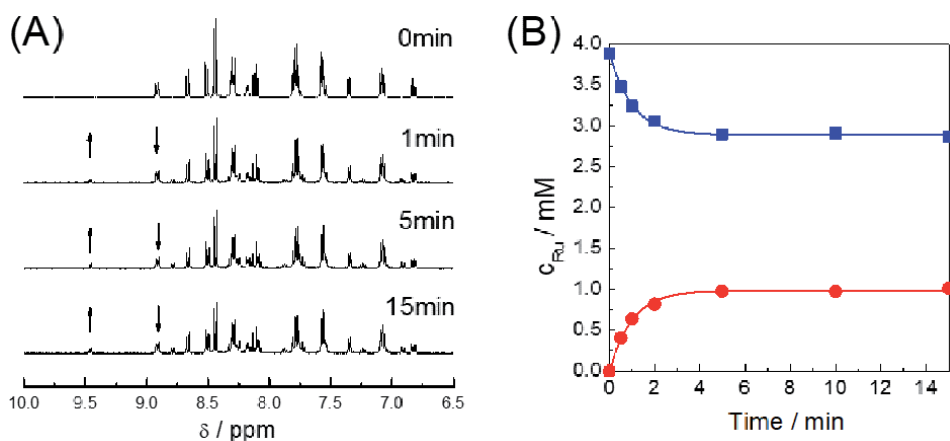 (A)
0min
1min
5min
15min
10.0 9.5 9.0 8.5 8.0 7.5 7.0 6.5
δ / ppm
(B)
4.0
3.5
3.0
2.5
2.0
1.5
1.0
0.5
0.0
c_Ru / mM
0 2 4 6 8 10 12 14
Time / min